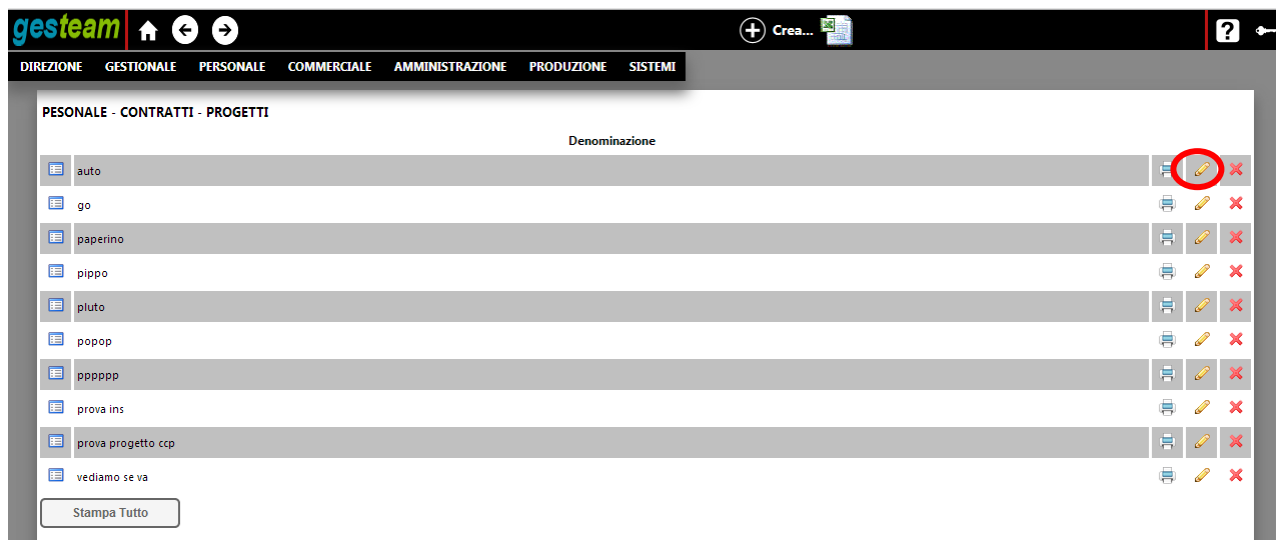 gesteam Crea... ?
DIREZIONE GESTIONALE PERSONALE COMMERCIALE AMMINISTRAZIONE PRODUZIONE SISTEMI
PESONALE - CONTRATTI - PROGETTI
Denominazione
auto
go
paperino
pippo
pluto
popop
pppppp
prova ins
prova progetto ccp
vediamo se va
Stampa Tutto